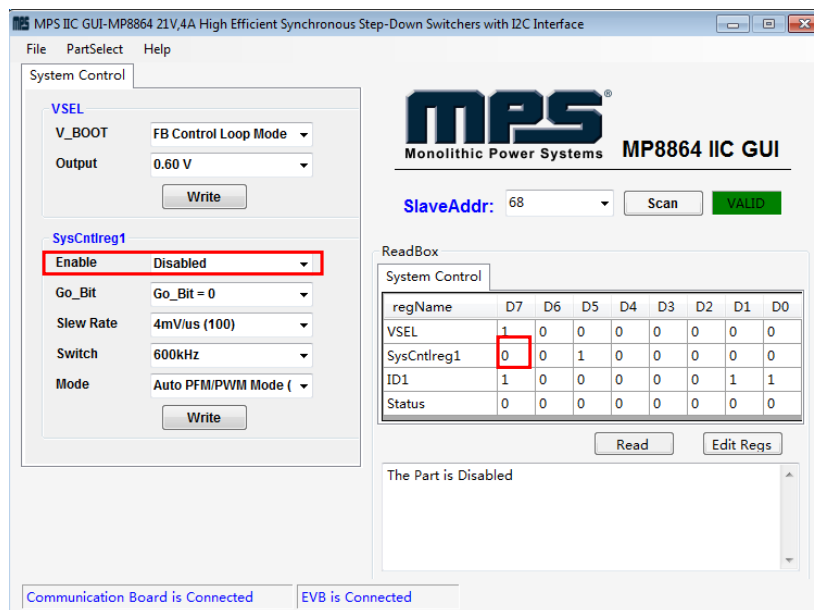 mps MPS IIC GUI-MP8864 21V,4A High Efficient Synchronous Step-Down Switchers with I2C Interface
File PartSelect Help
System Control
VSEL
V_BOOT FB Control Loop Mode
Output 0.60 V
Write
SysCntlreg1
Enable Disabled
Go_Bit Go_Bit = 0
Slew Rate 4mV/us (100)
Switch 600kHz
Mode Auto PFM/PWM Mode (
Write
mps®
Monolithic Power Systems MP8864 IIC GUI
SlaveAddr: 68 Scan VALID
ReadBox
System Control
regName D7 D6 D5 D4 D3 D2 D1 D0
VSEL 1 0 0 0 0 0 0 0
SysCntlreg1 0 0 1 0 0 0 0 0
ID1 1 0 0 0 0 0 1 1
Status 0 0 0 0 0 0 0 0
Read Edit Regs
The Part is Disabled
Communication Board is Connected EVB is Connected